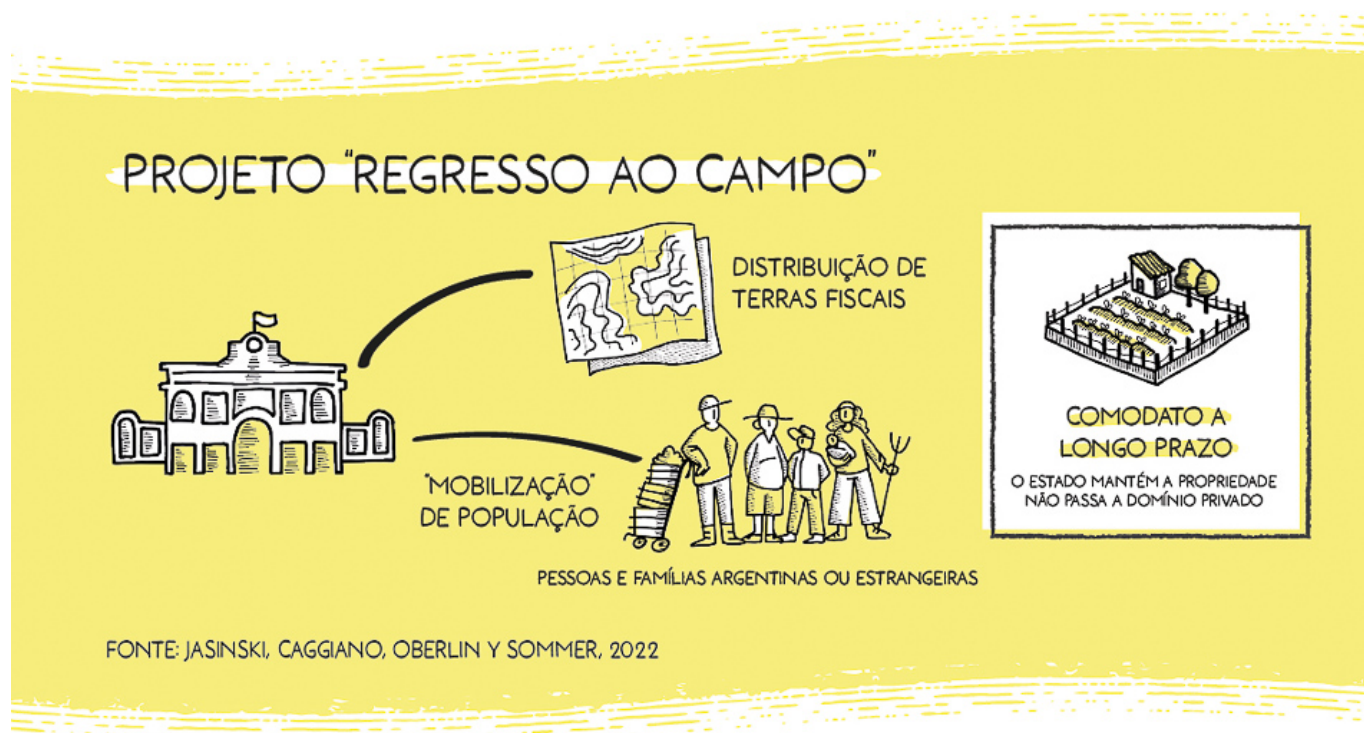 PROJETO "REGRESSO AO CAMPO"
DISTRIBUIÇÃO DE
TERRAS FISCAIS
"MOBILIZAÇÃO"
DE POPULAÇÃO
PESSOAS E FAMÍLIAS ARGENTINAS OU ESTRANGEIRAS
COMODATO A
LONGO PRAZO
O ESTADO MANTÉM A PROPRIEDADE
NÃO PASSA A DOMÍNIO PRIVADO
FONTE: JASINSKI, CAGGIANO, OBERLIN Y SOMMER, 2022